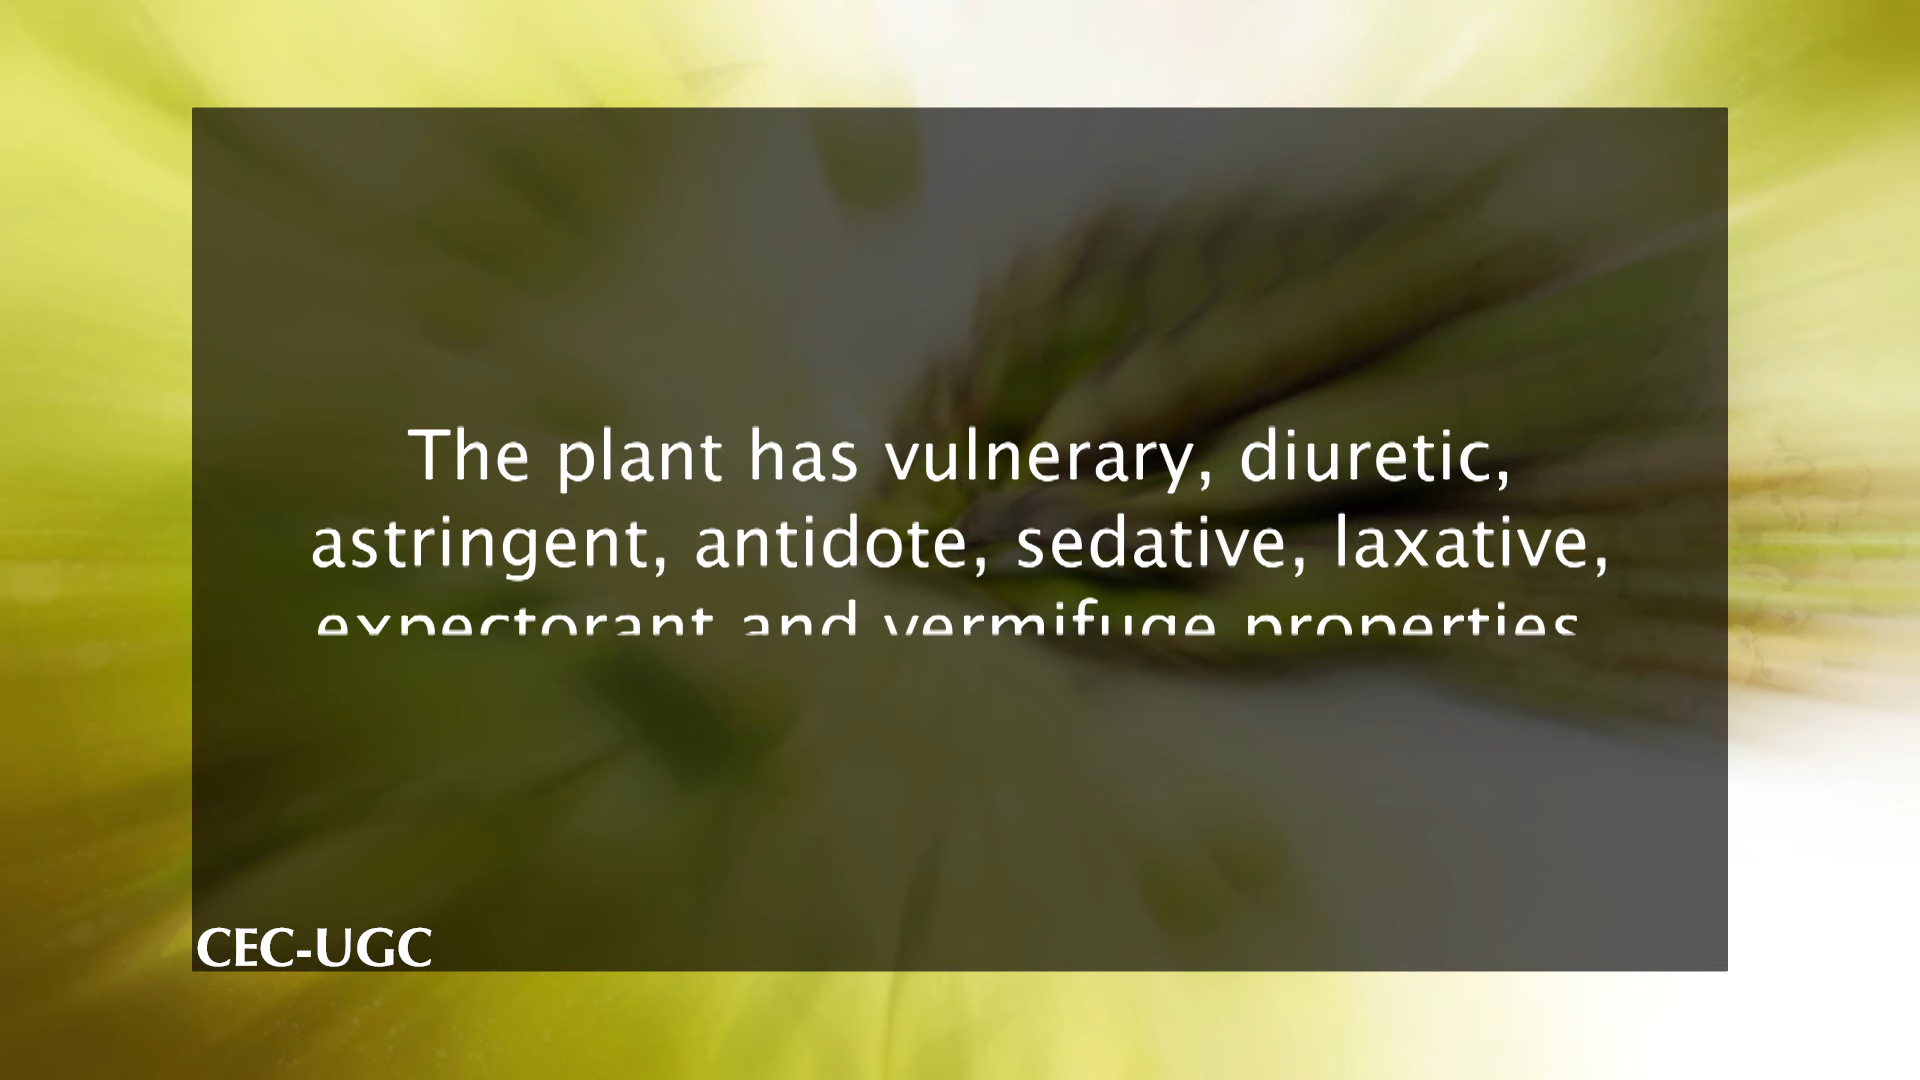 The plant has vulnerary, diuretic,
astringent, antidote, sedative, laxative,
expectorant and vermifuge properties
CEC-UGC